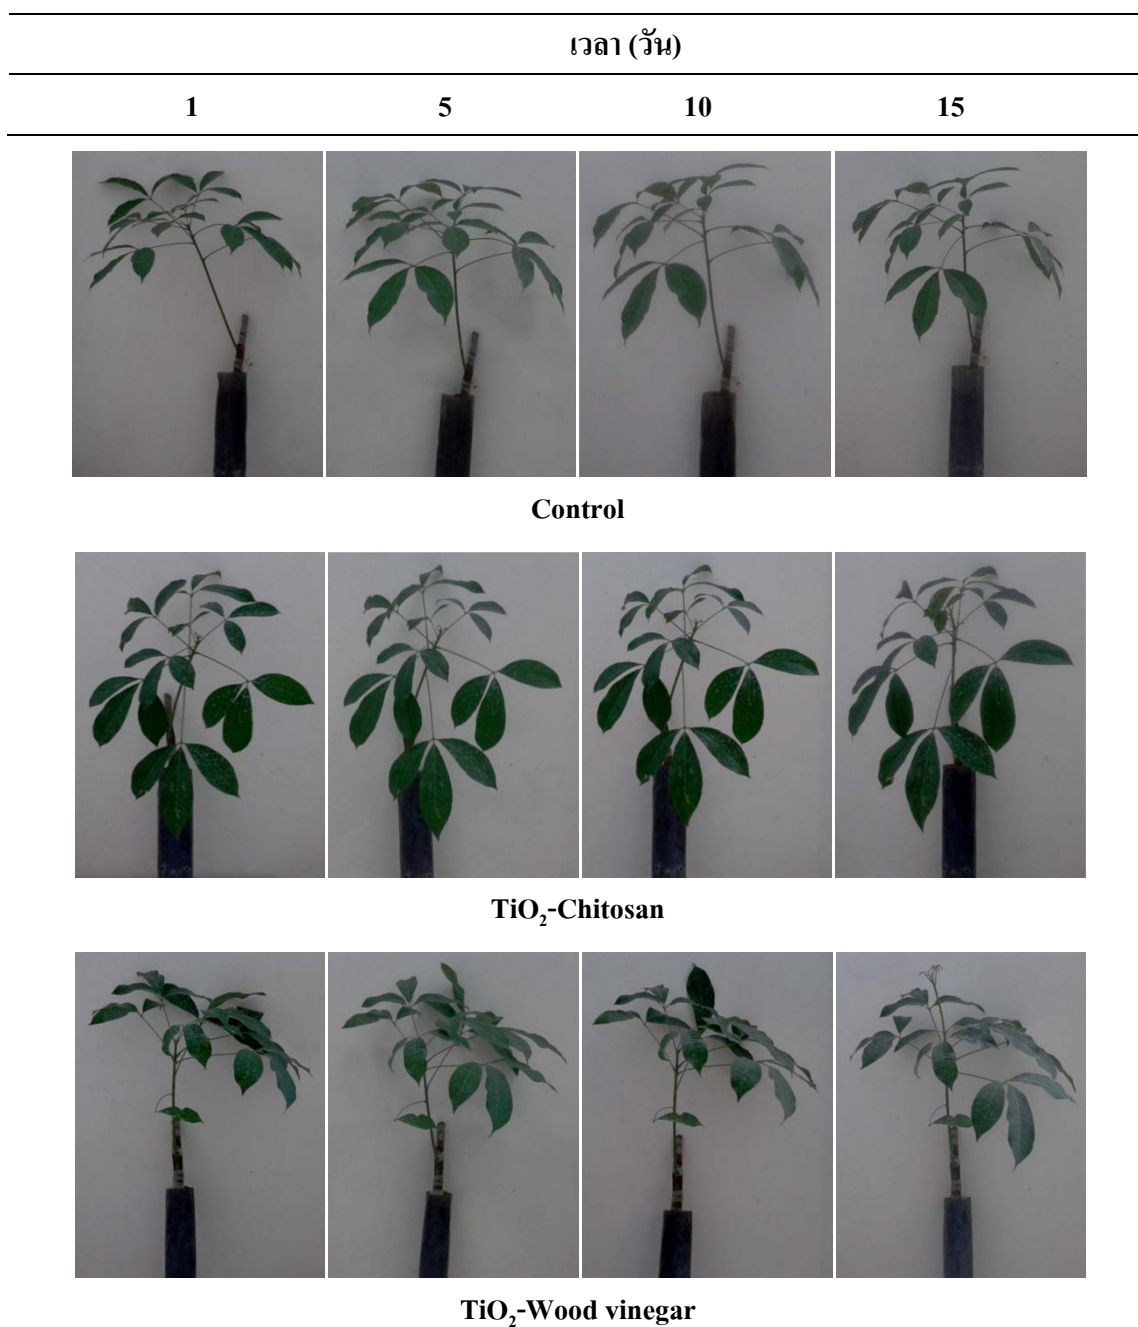 เวลา (วัน)
1 5 10 15
Control
TiO₂-Chitosan
TiO₂-Wood vinegar